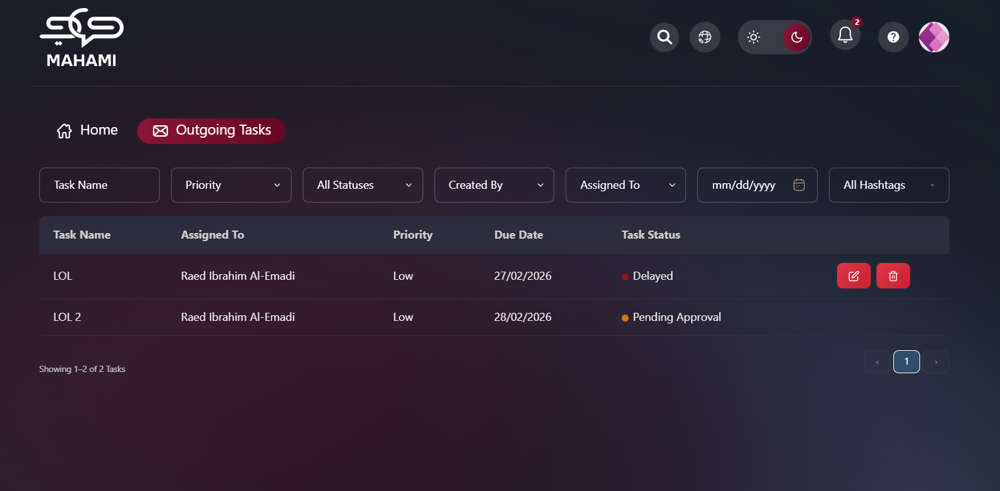 مهامي
MAHAMI
2
Home
Outgoing Tasks
Task Name
Priority
All Statuses
Created By
Assigned To
mm/dd/yyyy
All Hashtags
Task Name Assigned To Priority Due Date Task Status
LOL Raed Ibrahim Al-Emadi Low 27/02/2026 Delayed
LOL 2 Raed Ibrahim Al-Emadi Low 28/02/2026 Pending Approval
Showing 1–2 of 2 Tasks
‹ 1 ›